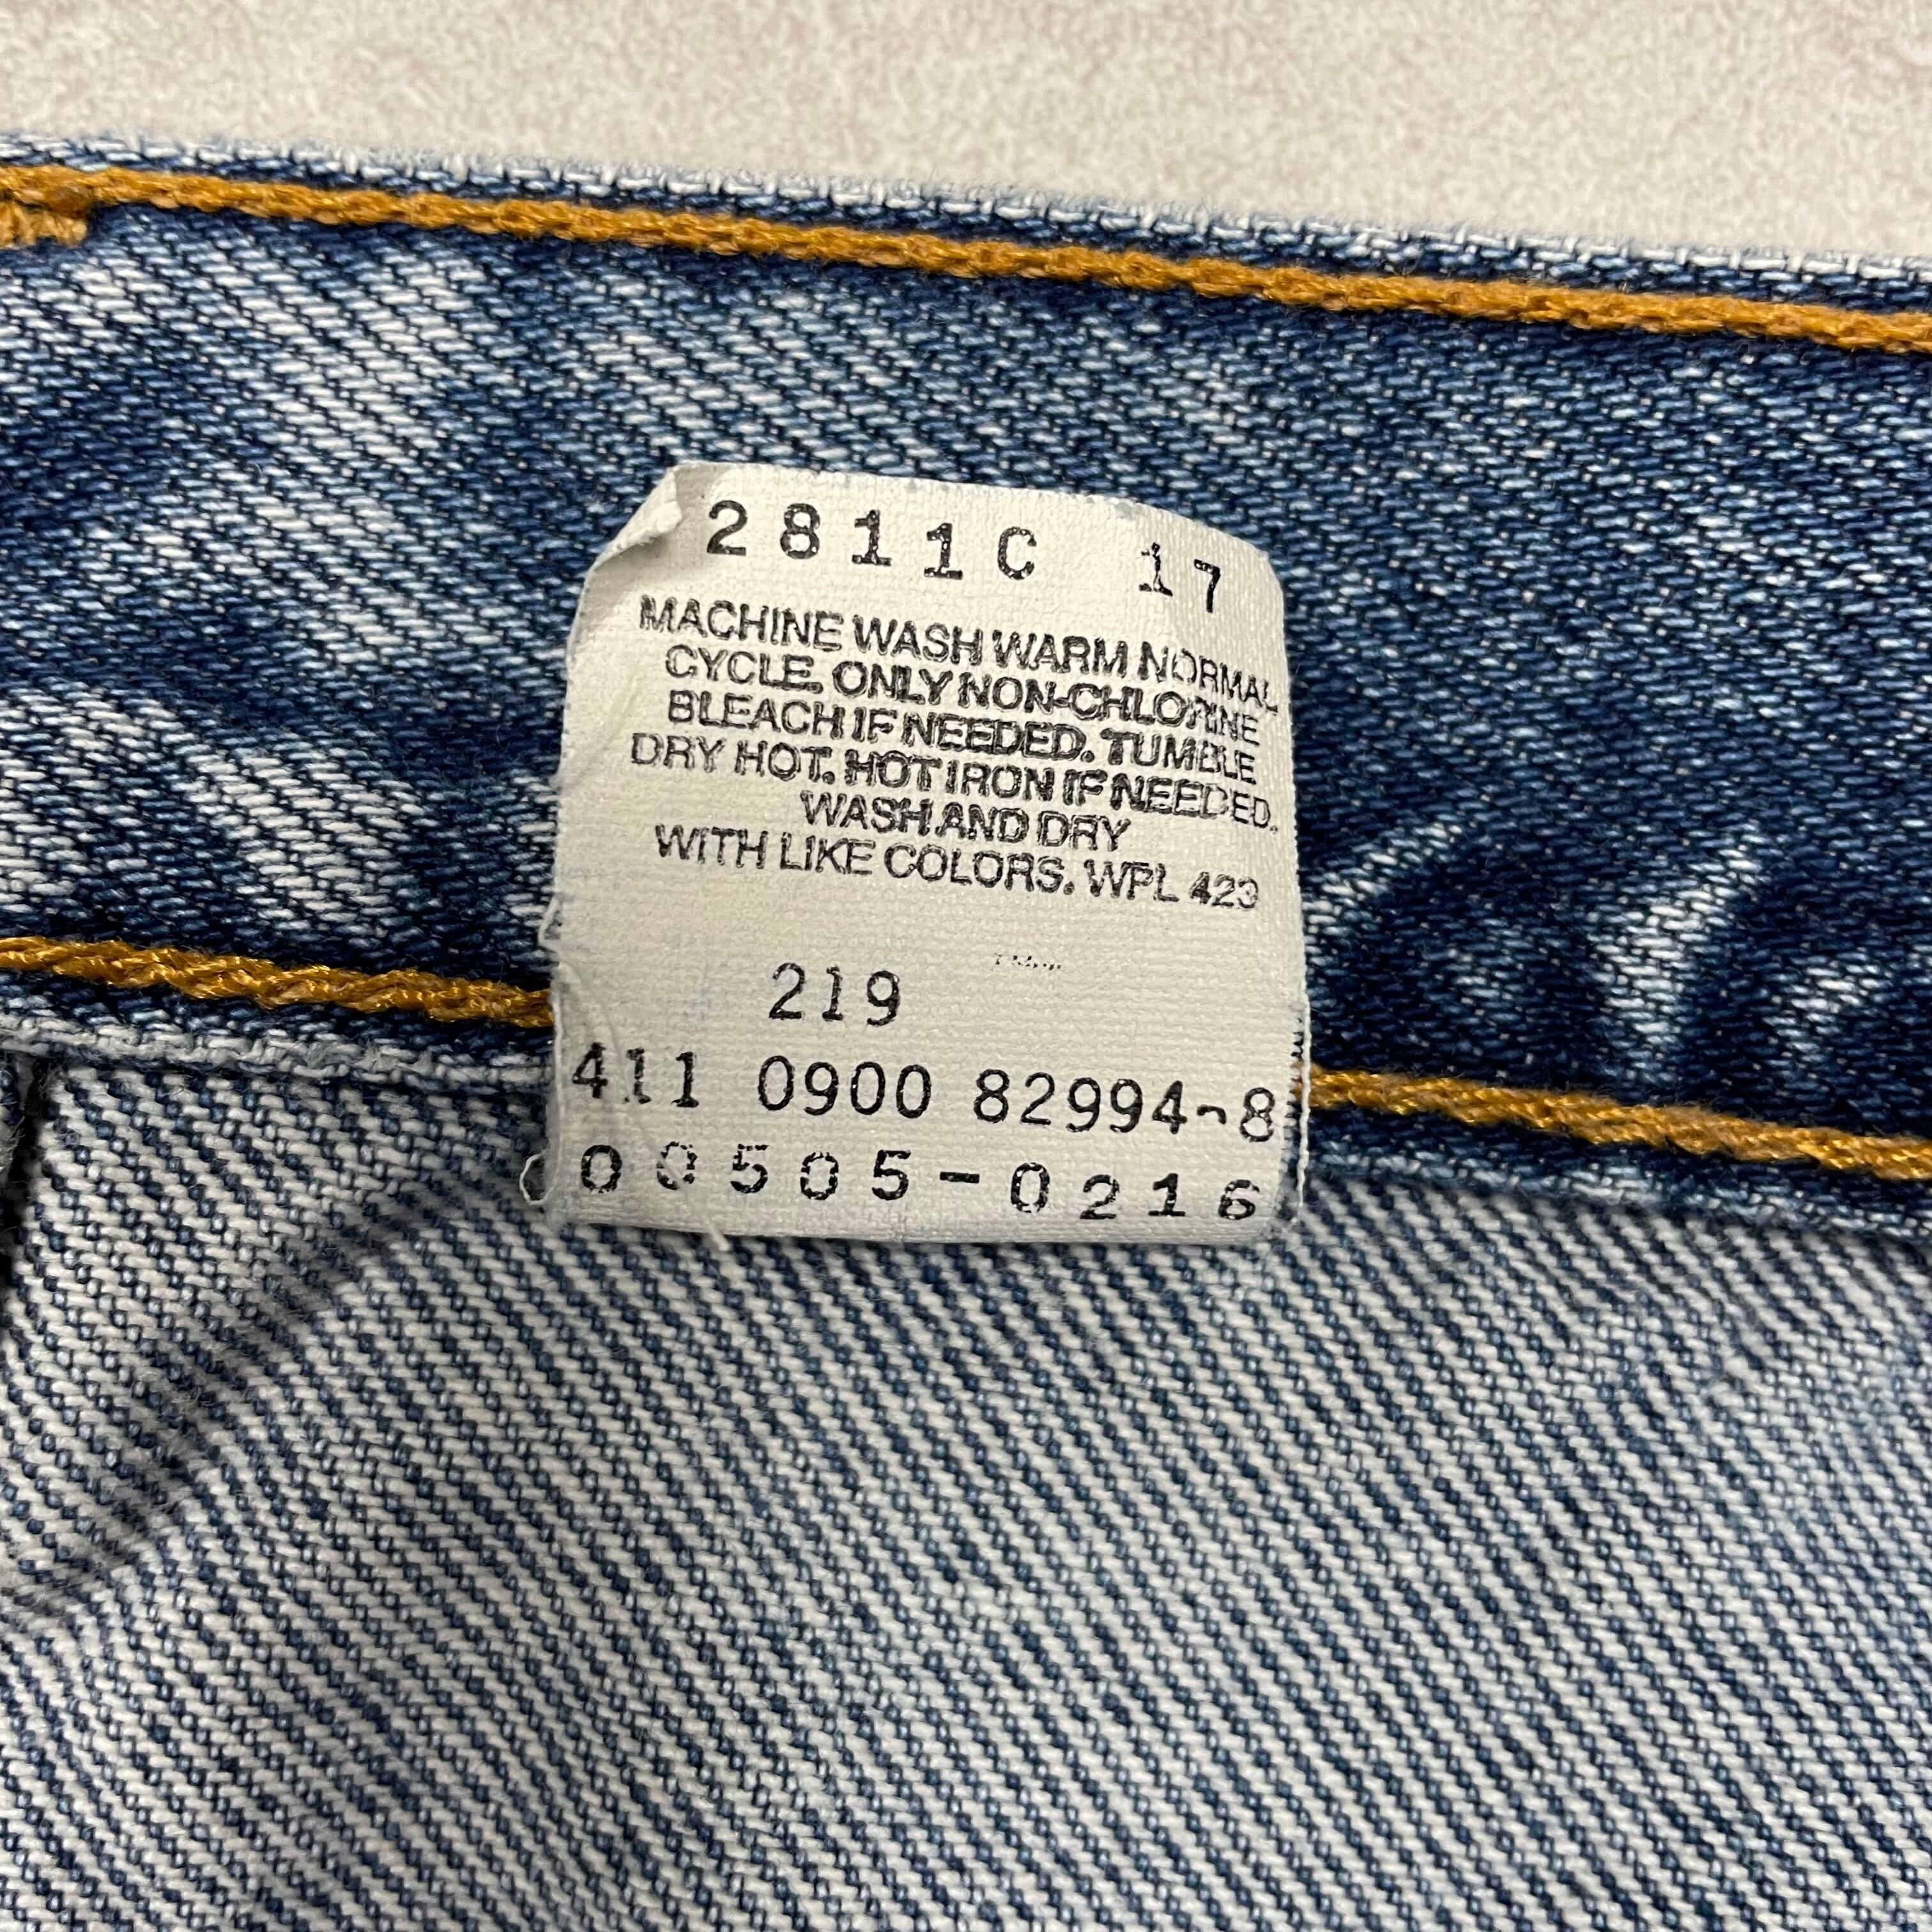 2811C 17
MACHINE WASH WARM NORMAL
CYCLE. ONLY NON-CHLORINE
BLEACH IF NEEDED. TUMBLE
DRY HOT. HOT IRON IF NEEDED.
WASH AND DRY
WITH LIKE COLORS. WPL 423
219
411 0900 82994-8
00505-0216